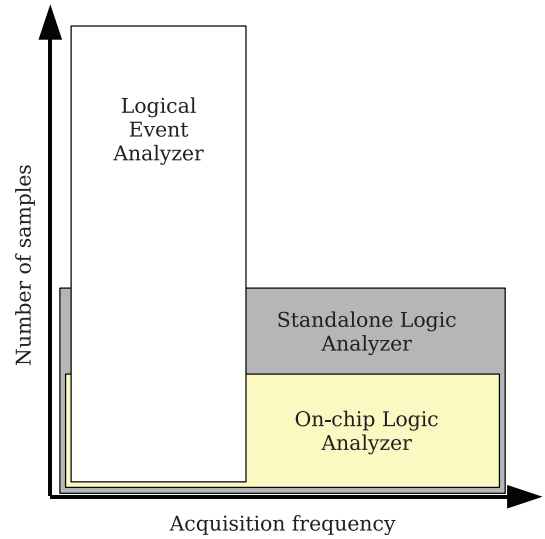 Logical
Event
Analyzer
Number of samples
Standalone Logic
Analyzer
On-chip Logic
Analyzer
Acquisition frequency